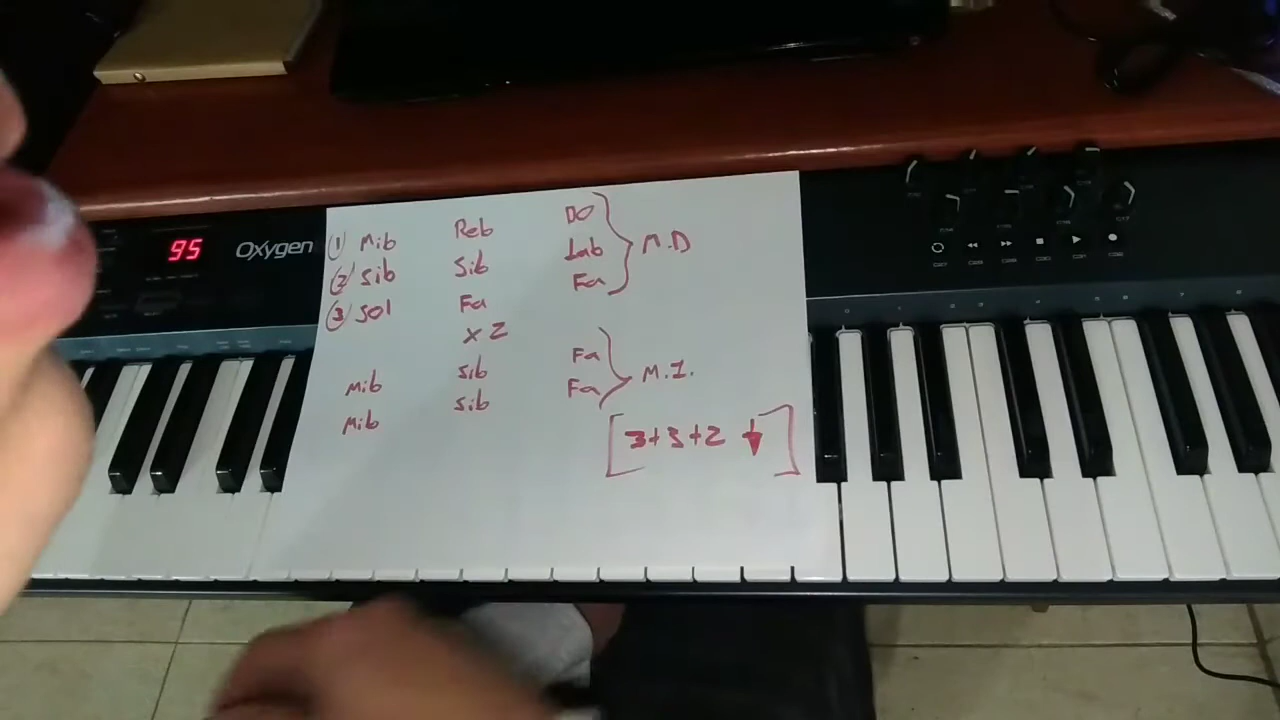 95 Oxygen
① Mib Reb DO
② Sib Sib Lab M.D
③ Sol Fa Fa
x2
Mib Sib Fa M.I.
Mib Sib Fa
[3+3+2 ↓]